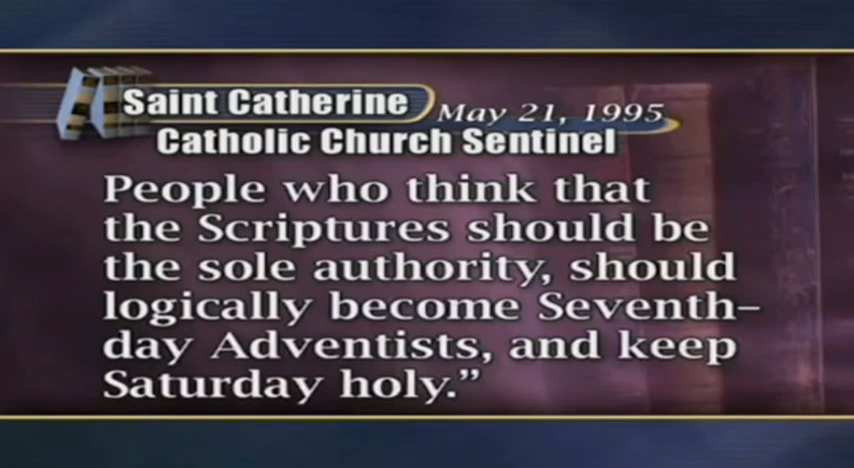 Saint Catherine May 21, 1995
Catholic Church Sentinel
People who think that
the Scriptures should be
the sole authority, should
logically become Seventh-
day Adventists, and keep
Saturday holy.”